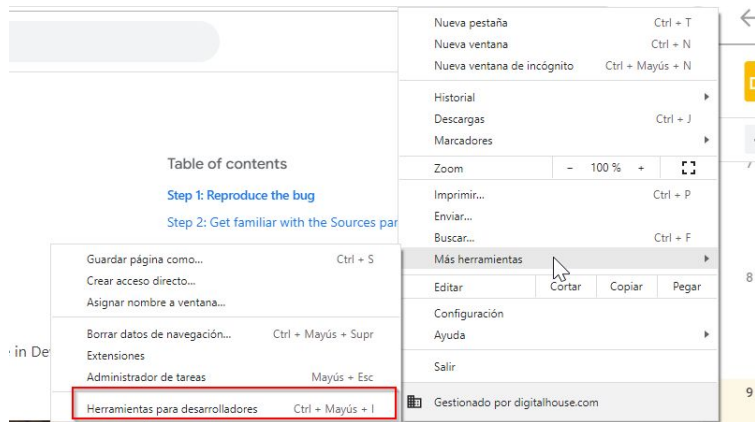 Nueva pestaña Ctrl + T
Nueva ventana Ctrl + N
Nueva ventana de incógnito Ctrl + Mayús + N
Historial
Descargas Ctrl + J
Marcadores
Zoom - 100 % +
Imprimir... Ctrl + P
Enviar...
Buscar... Ctrl + F
Más herramientas
Editar Cortar Copiar Pegar
Configuración
Ayuda
Salir
Gestionado por digitalhouse.com
Table of contents
Step 1: Reproduce the bug
Step 2: Get familiar with the Sources
Guardar página como... Ctrl + S
Crear acceso directo...
Asignar nombre a ventana...
Borrar datos de navegación... Ctrl + Mayús + Supr
Extensiones
Administrador de tareas Mayús + Esc
Herramientas para desarrolladores Ctrl + Mayús + I
in De
8
9